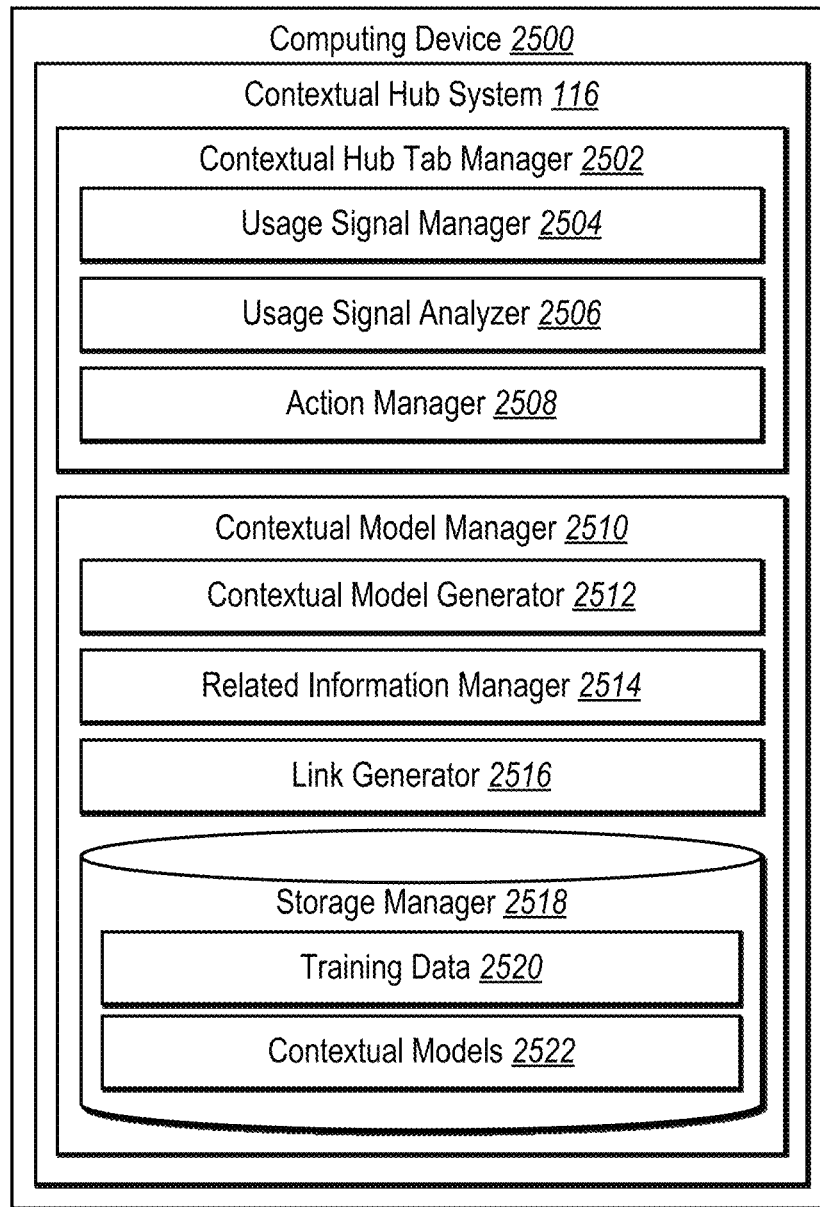 Computing Device 2500
Contextual Hub System 116
Contextual Hub Tab Manager 2502
Usage Signal Manager 2504
Usage Signal Analyzer 2506
Action Manager 2508
Contextual Model Manager 2510
Contextual Model Generator 2512
Related Information Manager 2514
Link Generator 2516
Storage Manager 2518
Training Data 2520
Contextual Models 2522